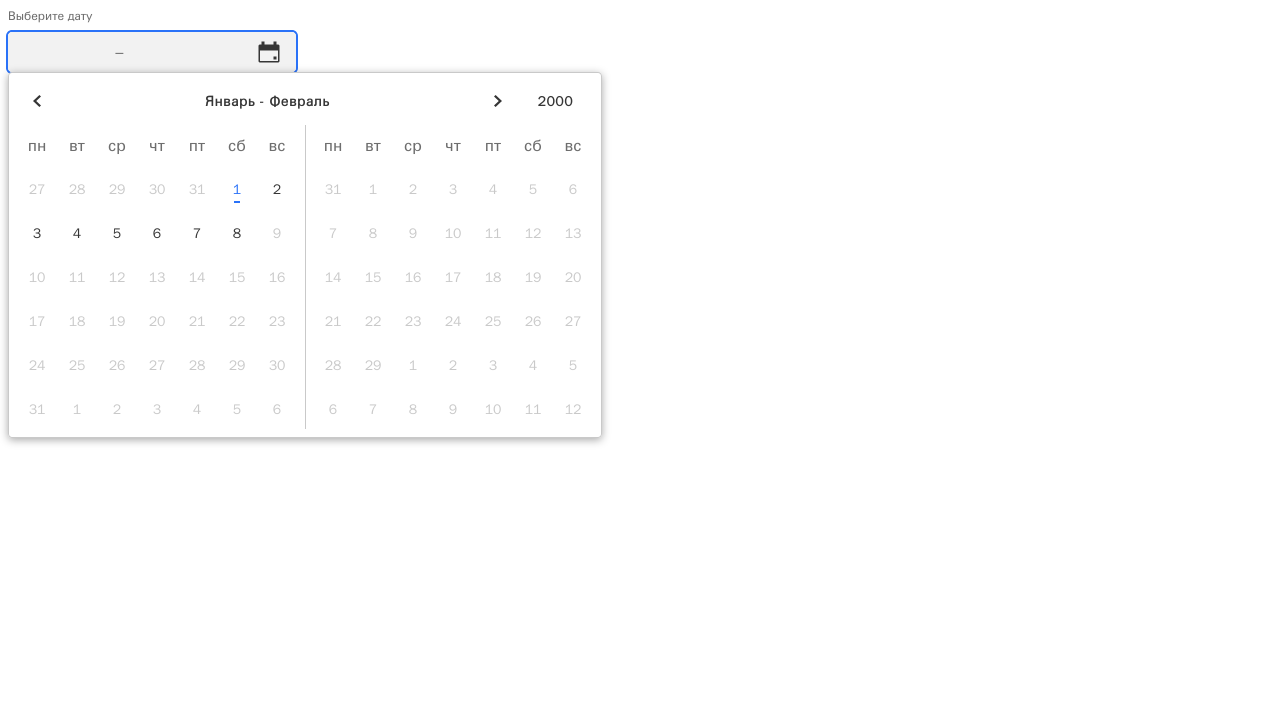 Выберите дату
–
Январь - Февраль 2000
пн вт ср чт пт сб вс пн вт ср чт пт сб вс
27 28 29 30 31 1 2 31 1 2 3 4 5 6
3 4 5 6 7 8 9 7 8 9 10 11 12 13
10 11 12 13 14 15 16 14 15 16 17 18 19 20
17 18 19 20 21 22 23 21 22 23 24 25 26 27
24 25 26 27 28 29 30 28 29 1 2 3 4 5
31 1 2 3 4 5 6 6 7 8 9 10 11 12